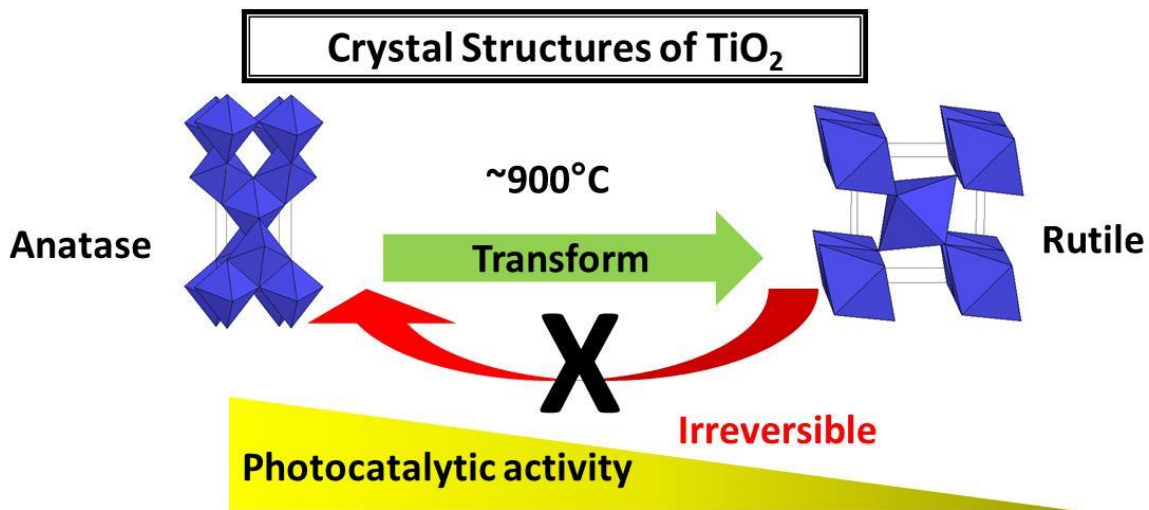 Crystal Structures of TiO₂
~900°C
Anatase
Transform
Rutile
X
Irreversible
Photocatalytic activity